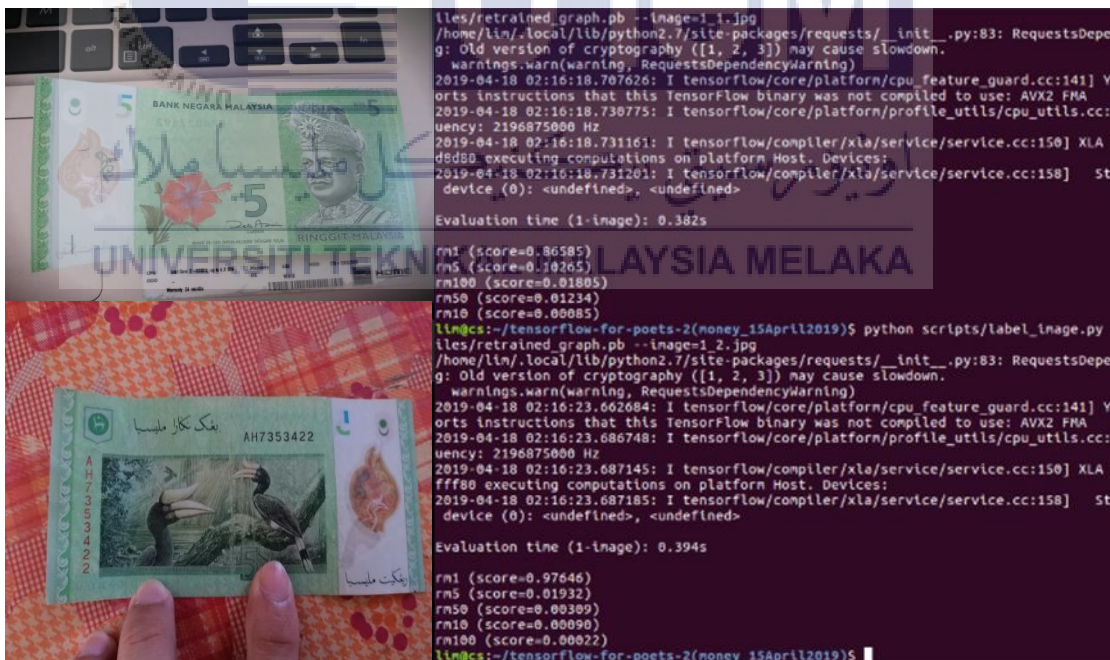 alt
fn
5
BANK NEGARA MALAYSIA
5
5
RINGGIT MALAYSIA
اونيورسيتي تيكنيكل مليسيا ملاك
UNIVERSITI TEKNIKAL MALAYSIA MELAKA
بڠک نݢارا مليسيا
AH7353422
AH7353422
5
رڠݢيت مليسيا
iles/retrained_graph.pb --image=1_1.jpg
/home/lim/.local/lib/python2.7/site-packages/requests/__init__.py:83: RequestsDepe
g: Old version of cryptography ([1, 2, 3]) may cause slowdown.
warnings.warn(warning, RequestsDependencyWarning)
2019-04-18 02:16:18.707626: I tensorflow/core/platform/cpu_feature_guard.cc:141] Y
orts instructions that this TensorFlow binary was not compiled to use: AVX2 FMA
2019-04-18 02:16:18.730775: I tensorflow/core/platform/profile_utils/cpu_utils.cc:
uency: 2196875000 Hz
2019-04-18 02:16:18.731161: I tensorflow/compiler/xla/service/service.cc:150] XLA
d8d80 executing computations on platform Host. Devices:
2019-04-18 02:16:18.731201: I tensorflow/compiler/xla/service/service.cc:158] St
device (0): <undefined>, <undefined>
Evaluation time (1-image): 0.382s
rm1 (score=0.86585)
rm5 (score=0.10265)
rm100 (score=0.01805)
rm50 (score=0.01234)
rm10 (score=0.00085)
lim@cs:~/tensorflow-for-poets-2(money_15April2019)$ python scripts/label_image.py
iles/retrained_graph.pb --image=1_2.jpg
/home/lim/.local/lib/python2.7/site-packages/requests/__init__.py:83: RequestsDepe
g: Old version of cryptography ([1, 2, 3]) may cause slowdown.
warnings.warn(warning, RequestsDependencyWarning)
2019-04-18 02:16:23.662684: I tensorflow/core/platform/cpu_feature_guard.cc:141] Y
orts instructions that this TensorFlow binary was not compiled to use: AVX2 FMA
2019-04-18 02:16:23.686748: I tensorflow/core/platform/profile_utils/cpu_utils.cc:
uency: 2196875000 Hz
2019-04-18 02:16:23.687145: I tensorflow/compiler/xla/service/service.cc:150] XLA
fff80 executing computations on platform Host. Devices:
2019-04-18 02:16:23.687185: I tensorflow/compiler/xla/service/service.cc:158] St
device (0): <undefined>, <undefined>
Evaluation time (1-image): 0.394s
rm1 (score=0.97646)
rm5 (score=0.01932)
rm50 (score=0.00309)
rm10 (score=0.00090)
rm100 (score=0.00022)
lim@cs:~/tensorflow-for-poets-2(money_15April2019)$